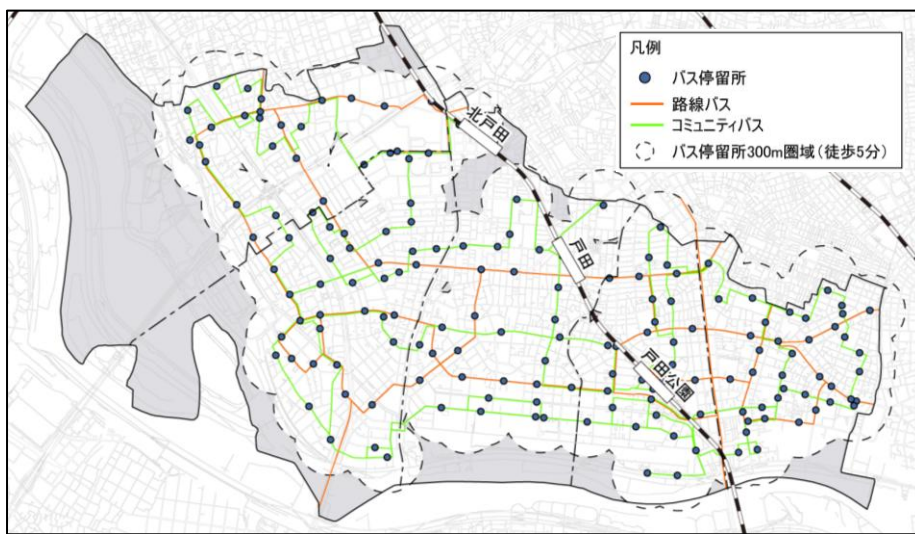 凡例
バス停留所
路線バス
コミュニティバス
バス停留所300m圏域(徒歩5分)
北戸田
戸田
戸田公園